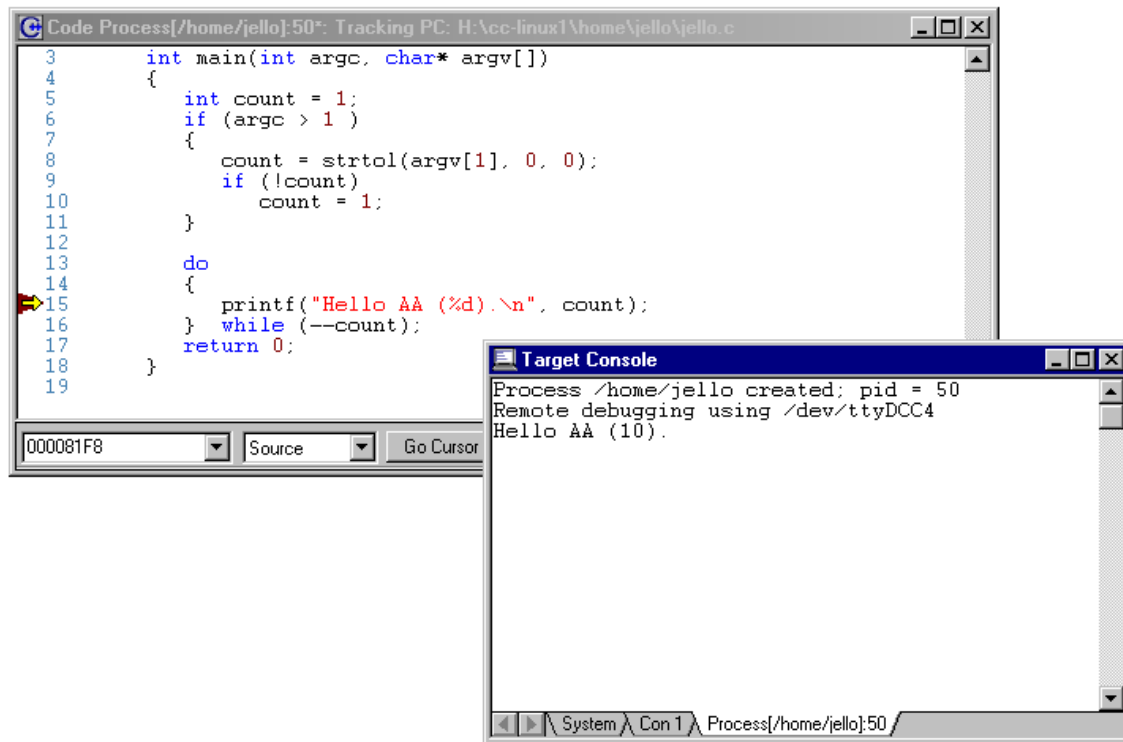 Code Process[/home/jello]:50*: Tracking PC: H:\cc-linux1\home\jello\jello.c
3 int main(int argc, char* argv[])
4 {
5 int count = 1;
6 if (argc > 1 )
7 {
8 count = strtol(argv[1], 0, 0);
9 if (!count)
10 count = 1;
11 }
12
13 do
14 {
15 printf("Hello AA (%d).\n", count);
16 } while (--count);
17 return 0;
18 }
19
000081F8 Source Go Cursor
Target Console
Process /home/jello created; pid = 50
Remote debugging using /dev/ttyDCC4
Hello AA (10).
System Con 1 Process[/home/jello]:50